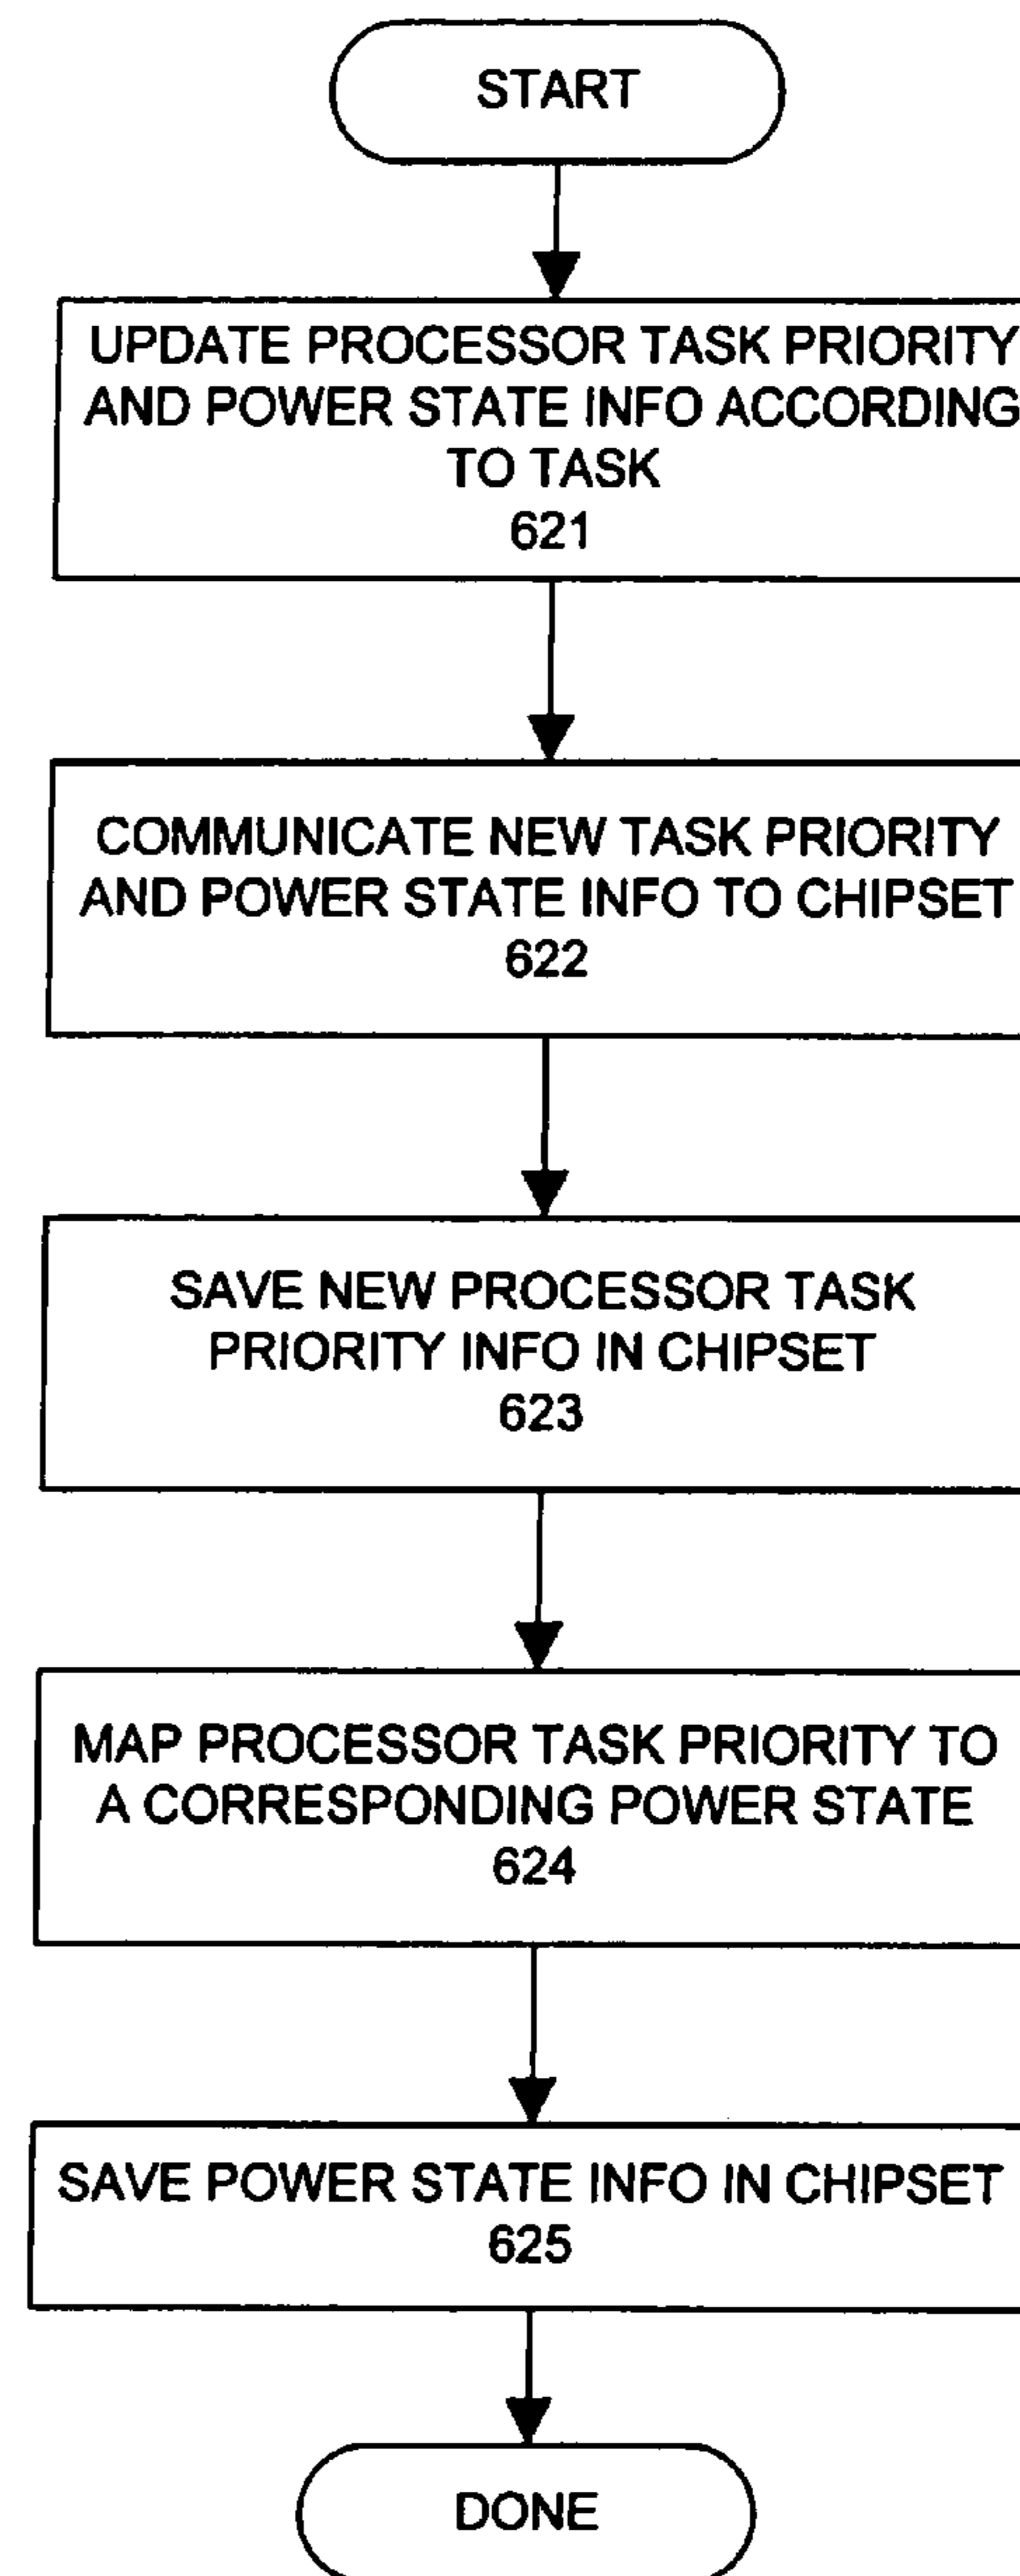 START
UPDATE PROCESSOR TASK PRIORITY
AND POWER STATE INFO ACCORDING
TO TASK
621
COMMUNICATE NEW TASK PRIORITY
AND POWER STATE INFO TO CHIPSET
622
SAVE NEW PROCESSOR TASK
PRIORITY INFO IN CHIPSET
623
MAP PROCESSOR TASK PRIORITY TO
A CORRESPONDING POWER STATE
624
SAVE POWER STATE INFO IN CHIPSET
625
DONE